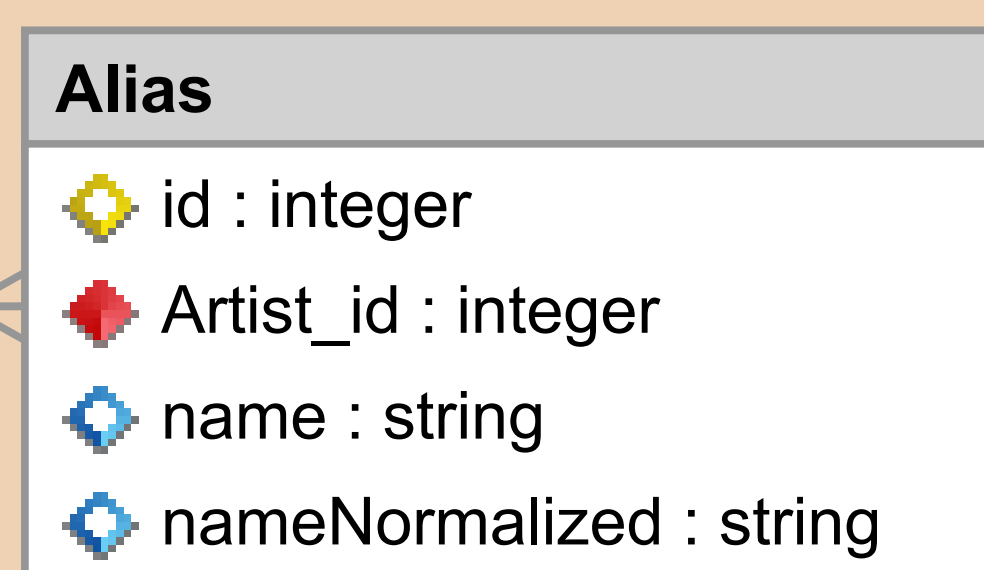 Alias
id : integer
Artist_id : integer
name : string
nameNormalized : string